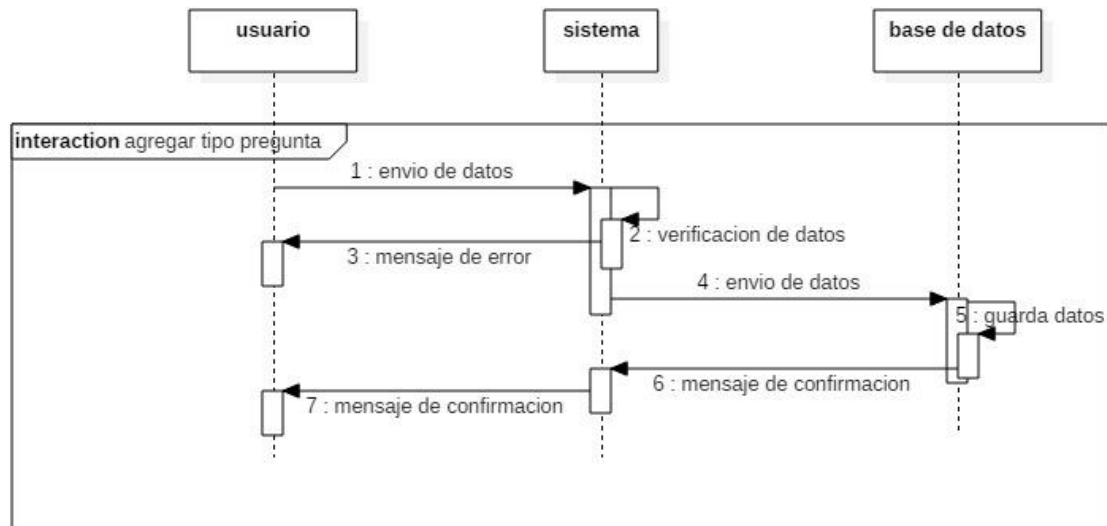 usuario
sistema
base de datos
interaction agregar tipo pregunta
1 : envio de datos
2 : verificacion de datos
3 : mensaje de error
4 : envio de datos
5 : guarda datos
6 : mensaje de confirmacion
7 : mensaje de confirmacion